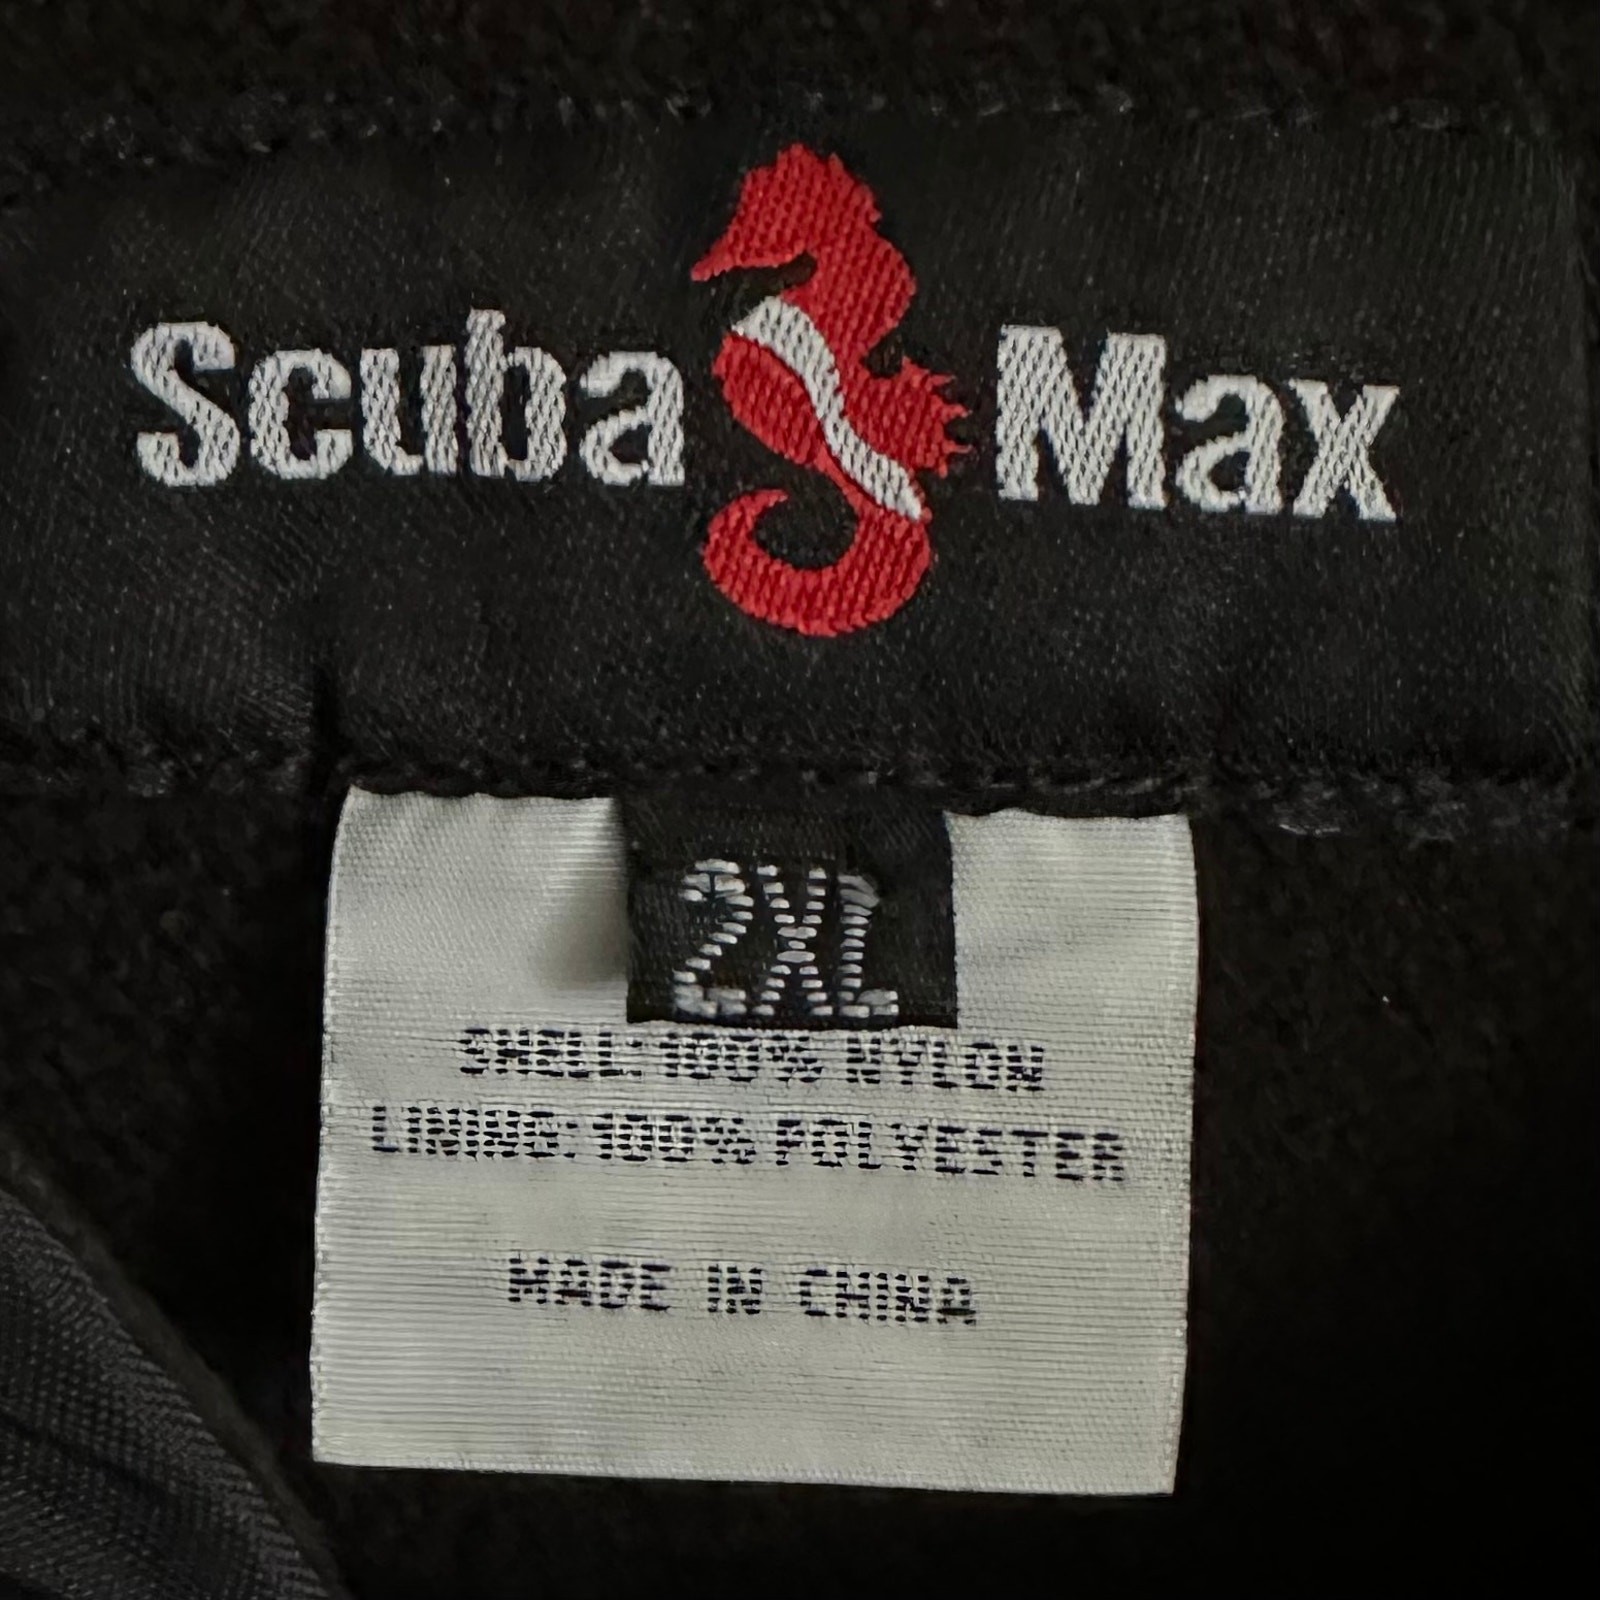 Scuba Max
2XL
SHELL: 100% NYLON
LINING: 100% POLYESTER
MADE IN CHINA